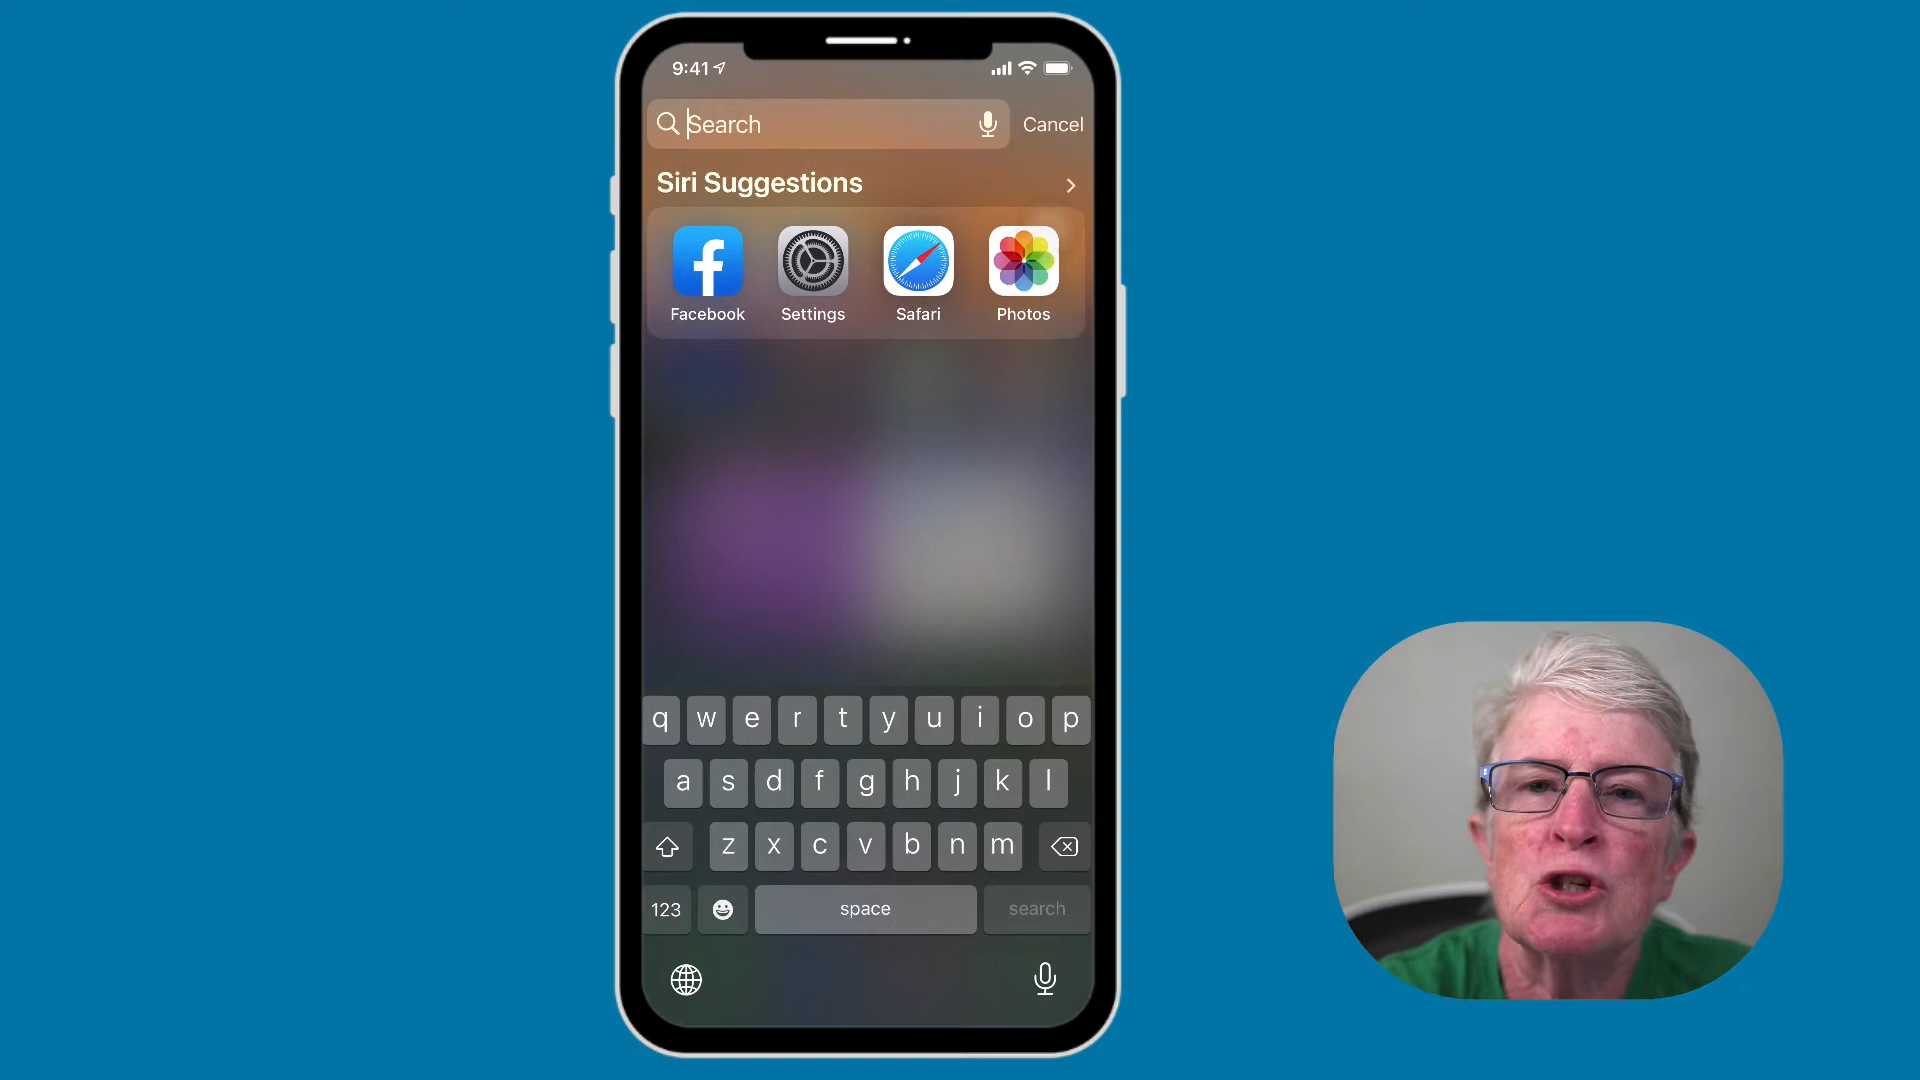 9:41
Search Cancel
Siri Suggestions
Facebook Settings Safari Photos
q w e r t y u i o p
a s d f g h j k l
z x c v b n m
123 space search